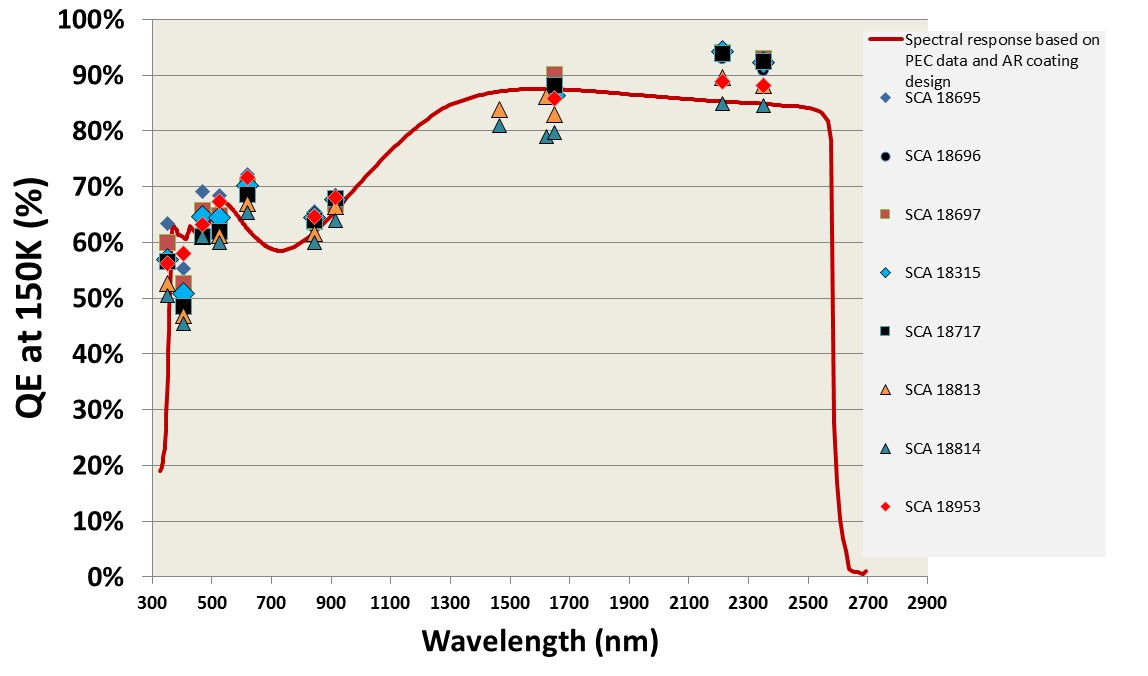 100%
90%
80%
70%
60%
50%
40%
30%
20%
10%
0%
QE at 150K (%)
300 500 700 900 1100 1300 1500 1700 1900 2100 2300 2500 2700 2900
Wavelength (nm)
Spectral response based on
PEC data and AR coating
design
SCA 18695
SCA 18696
SCA 18697
SCA 18315
SCA 18717
SCA 18813
SCA 18814
SCA 18953